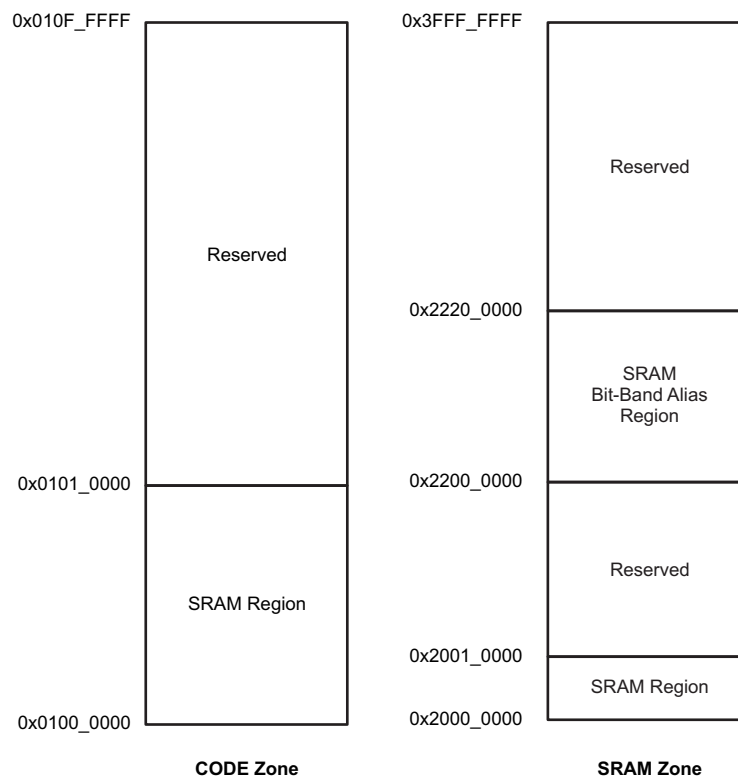 0x010F_FFFF
Reserved
0x0101_0000
SRAM Region
0x0100_0000
CODE Zone
0x3FFF_FFFF
Reserved
0x2220_0000
SRAM
Bit-Band Alias
Region
0x2200_0000
Reserved
0x2001_0000
SRAM Region
0x2000_0000
SRAM Zone